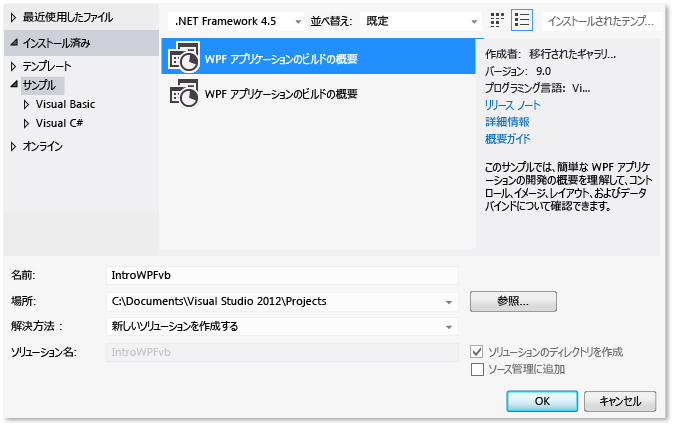 最近使用したファイル
.NET Framework 4.5
並べ替え:
既定
インストールされたテンプ...
インストール済み
テンプレート
サンプル
Visual Basic
Visual C#
オンライン
WPF アプリケーションのビルドの概要
WPF アプリケーションのビルドの概要
作成者: 移行されたギャラリ...
バージョン: 9.0
プログラミング言語: Vi...
リリース ノート
詳細情報
概要ガイド
このサンプルでは、簡単な WPF アプリケ
ーションの開発の概要を理解して、コント
ロール、イメージ、レイアウト、およびデータ
バインドについて確認できます。
名前:
IntroWPFvb
場所:
C:\Documents\Visual Studio 2012\Projects
参照...
解決方法 :
新しいソリューションを作成する
ソリューション名:
IntroWPFvb
ソリューションのディレクトリを作成
ソース管理に追加
OK
キャンセル